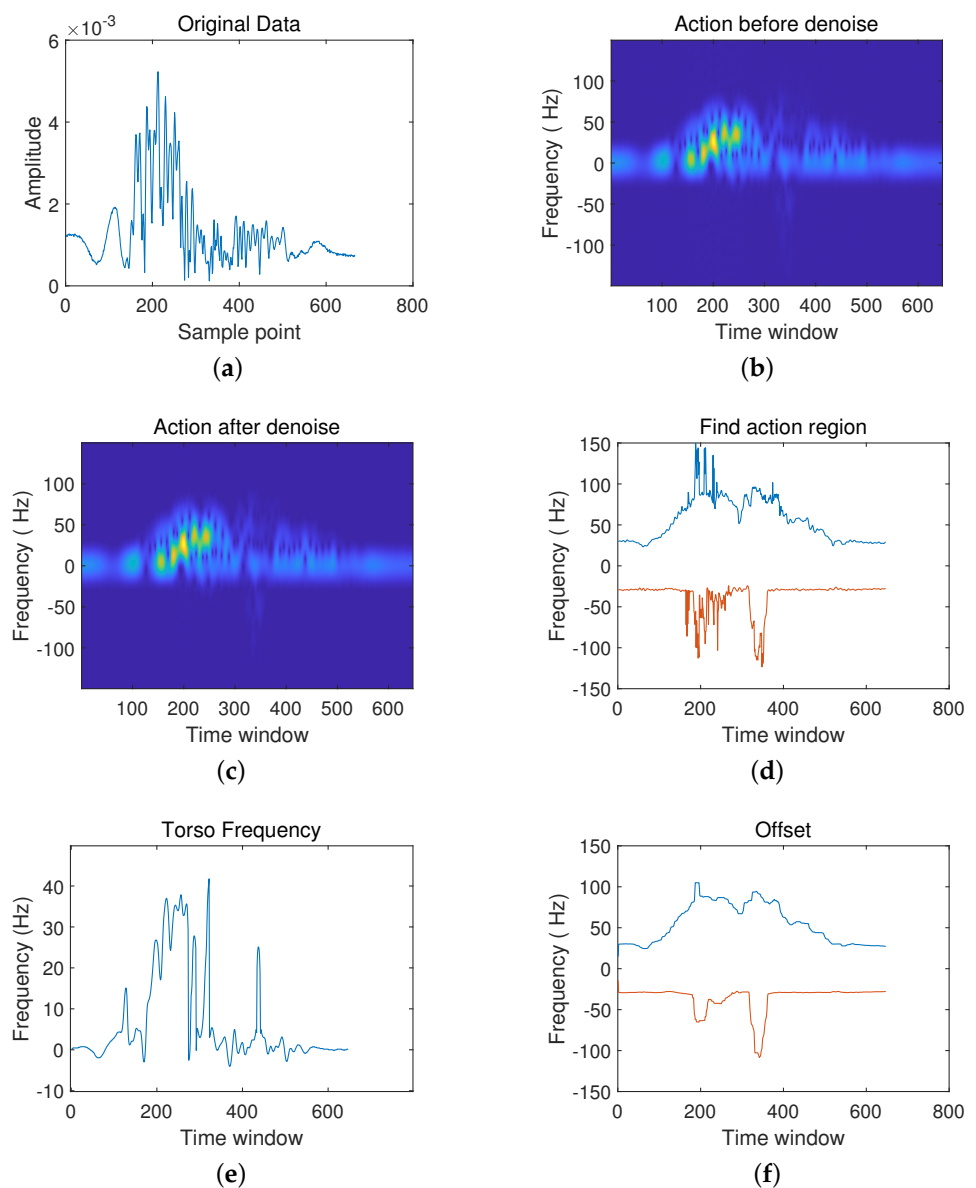 Original Data
×10⁻³
6
4
2
0
Amplitude
0 200 400 600 800
Sample point
(a)
Action before denoise
100
50
0
-50
-100
Frequency ( Hz)
100 200 300 400 500 600
Time window
(b)
Action after denoise
100
50
0
-50
-100
Frequency ( Hz)
100 200 300 400 500 600
Time window
(c)
Find action region
150
100
50
0
-50
-100
-150
Frequency ( Hz)
0 200 400 600 800
Time window
(d)
Torso Frequency
40
30
20
10
0
-10
Frequency (Hz)
0 200 400 600
Time window
(e)
Offset
150
100
50
0
-50
-100
-150
Frequency ( Hz)
0 200 400 600 800
Time window
(f)